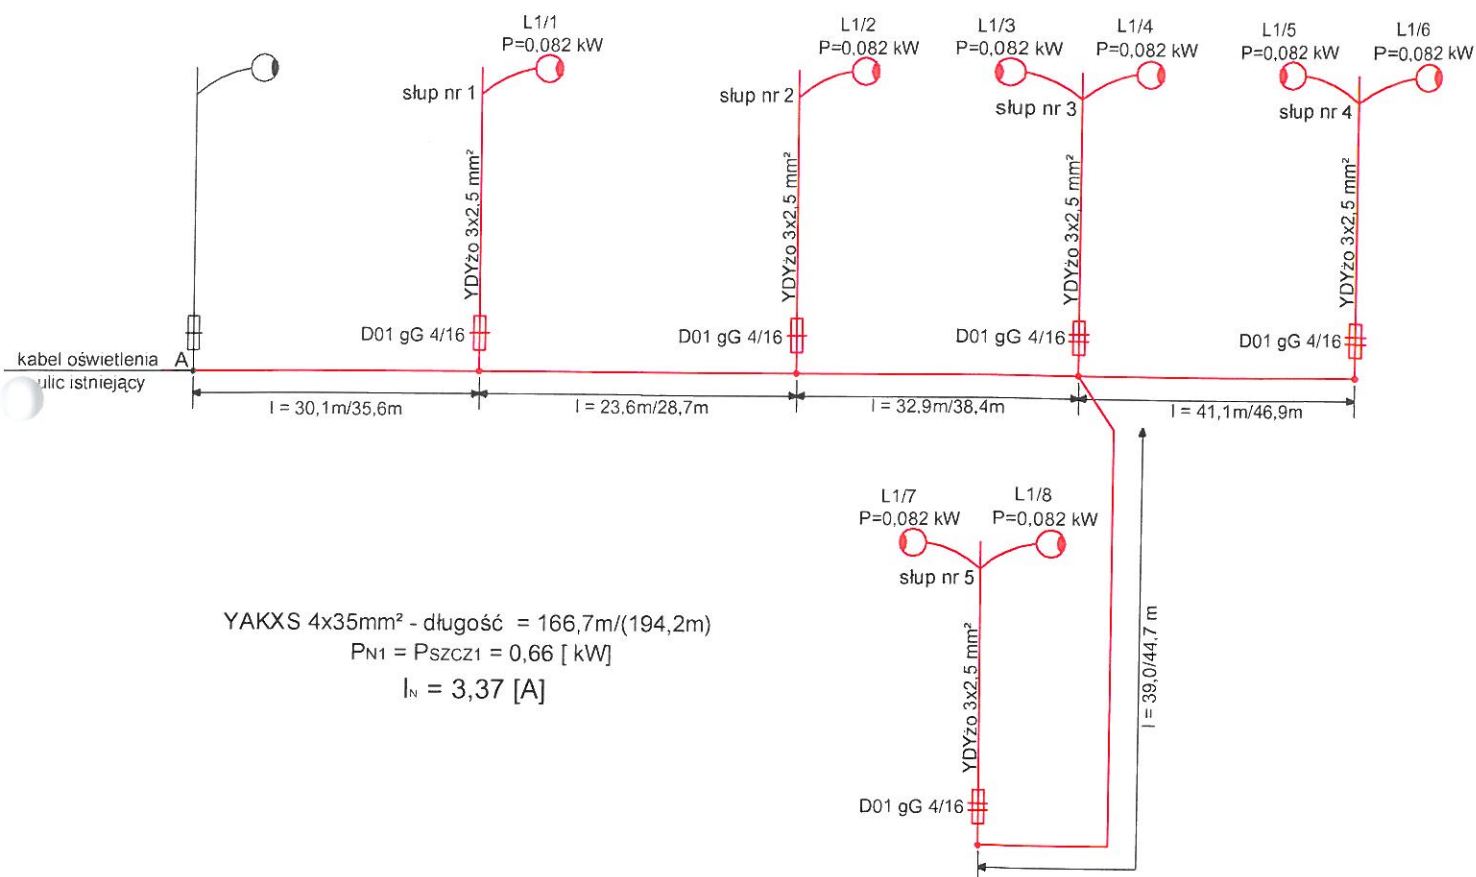 L1/1
P=0,082 kW
L1/2
P=0,082 kW
L1/3
P=0,082 kW
L1/4
P=0,082 kW
L1/5
P=0,082 kW
L1/6
P=0,082 kW
słup nr 1
słup nr 2
słup nr 3
słup nr 4
YDYżo 3x2,5 mm²
YDYżo 3x2,5 mm²
YDYżo 3x2,5 mm²
YDYżo 3x2,5 mm²
D01 gG 4/16
D01 gG 4/16
D01 gG 4/16
D01 gG 4/16
kabel oświetlenia A
ulic istniejący
l = 30,1m/35,6m
l = 23,6m/28,7m
l = 32,9m/38,4m
l = 41,1m/46,9m
L1/7
P=0,082 kW
L1/8
P=0,082 kW
słup nr 5
YDYżo 3x2,5 mm²
D01 gG 4/16
l = 39,0/44,7 m
YAKXS 4x35mm² - długość = 166,7m/(194,2m)
PN1 = PSZCZ1 = 0,66 [ kW]
IN = 3,37 [A]